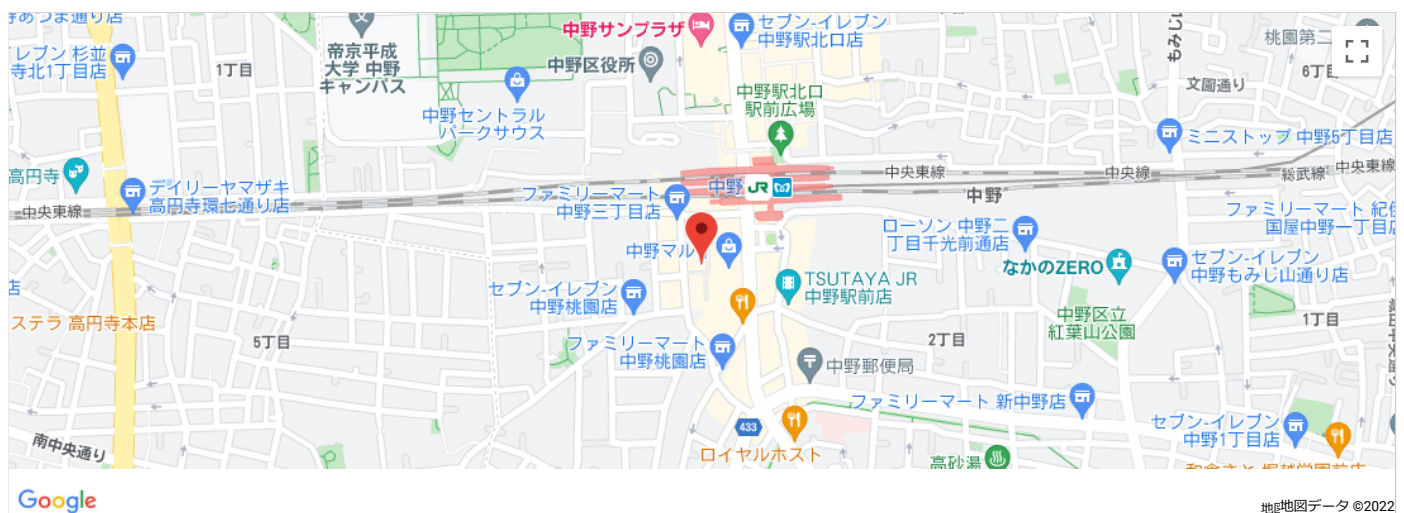 寺あづま通り店
中野サンプラザ
セブン-イレブン
中野駅北口店
もみじ
桃園第二
イレブン 杉並
寺北1丁目店
1丁目
帝京平成
大学 中野
キャンパス
中野区役所
6丁目
文園通り
中野駅北口
駅前広場
中野セントラル
パークサウス
ミニストップ 中野5丁目店
高円寺
デイリーヤマザキ
高円寺環七通り店
中央東線
ファミリーマート
中野三丁目店
中野
JR
中央東線
中野
中央線
総武線
中央東線
ファミリーマート 紀伊
国屋中野一丁目店
ローソン 中野二
丁目千光前通店
中野マル
なかのZERO
セブン-イレブン
中野もみじ山通り店
TSUTAYA JR
中野駅前店
セブン-イレブン
中野桃園店
店
ステラ 高円寺本店
5丁目
中野区立
紅葉山公園
1丁目
2丁目
ファミリーマート
中野桃園店
中野郵便局
ファミリーマート 新中野店
433
ロイヤルホスト
セブン-イレブン
中野1丁目店
南中央通り
高砂湯
和食さと 堀越学園前店
Google
地図データ ©2022